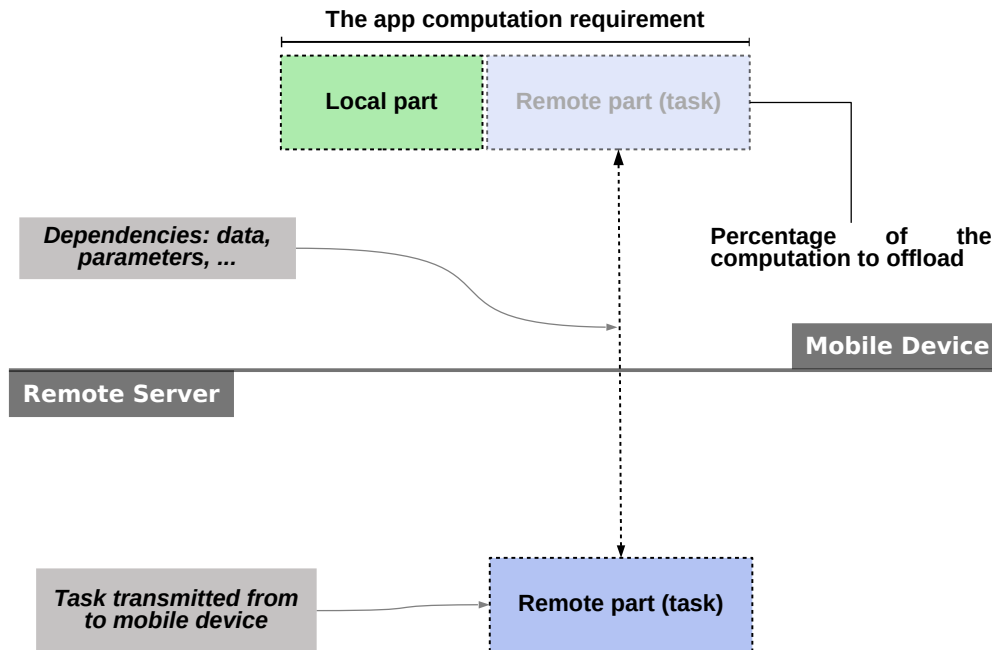 The app computation requirement
Local part
Remote part (task)
Dependencies: data,
parameters, ...
Percentage of the
computation to offload
Mobile Device
Remote Server
Task transmitted from
to mobile device
Remote part (task)